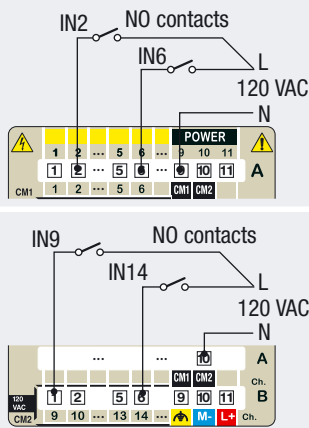 IN2 NO contacts
IN6
L
120 VAC
N
POWER
1 2 ... 5 6 ... 9 10 11
1 2 ... 5 6 ... 9 10 11 A
CM1 1 2 ... 5 6 CM1 CM2
IN9 NO contacts
IN14
L
120 VAC
N
... ... 10 A
CM1 CM2 Ch.
120 VAC 1 2 5 6 9 10 11 B
CM2 9 10 ... 13 14 ... M- L+ Ch.